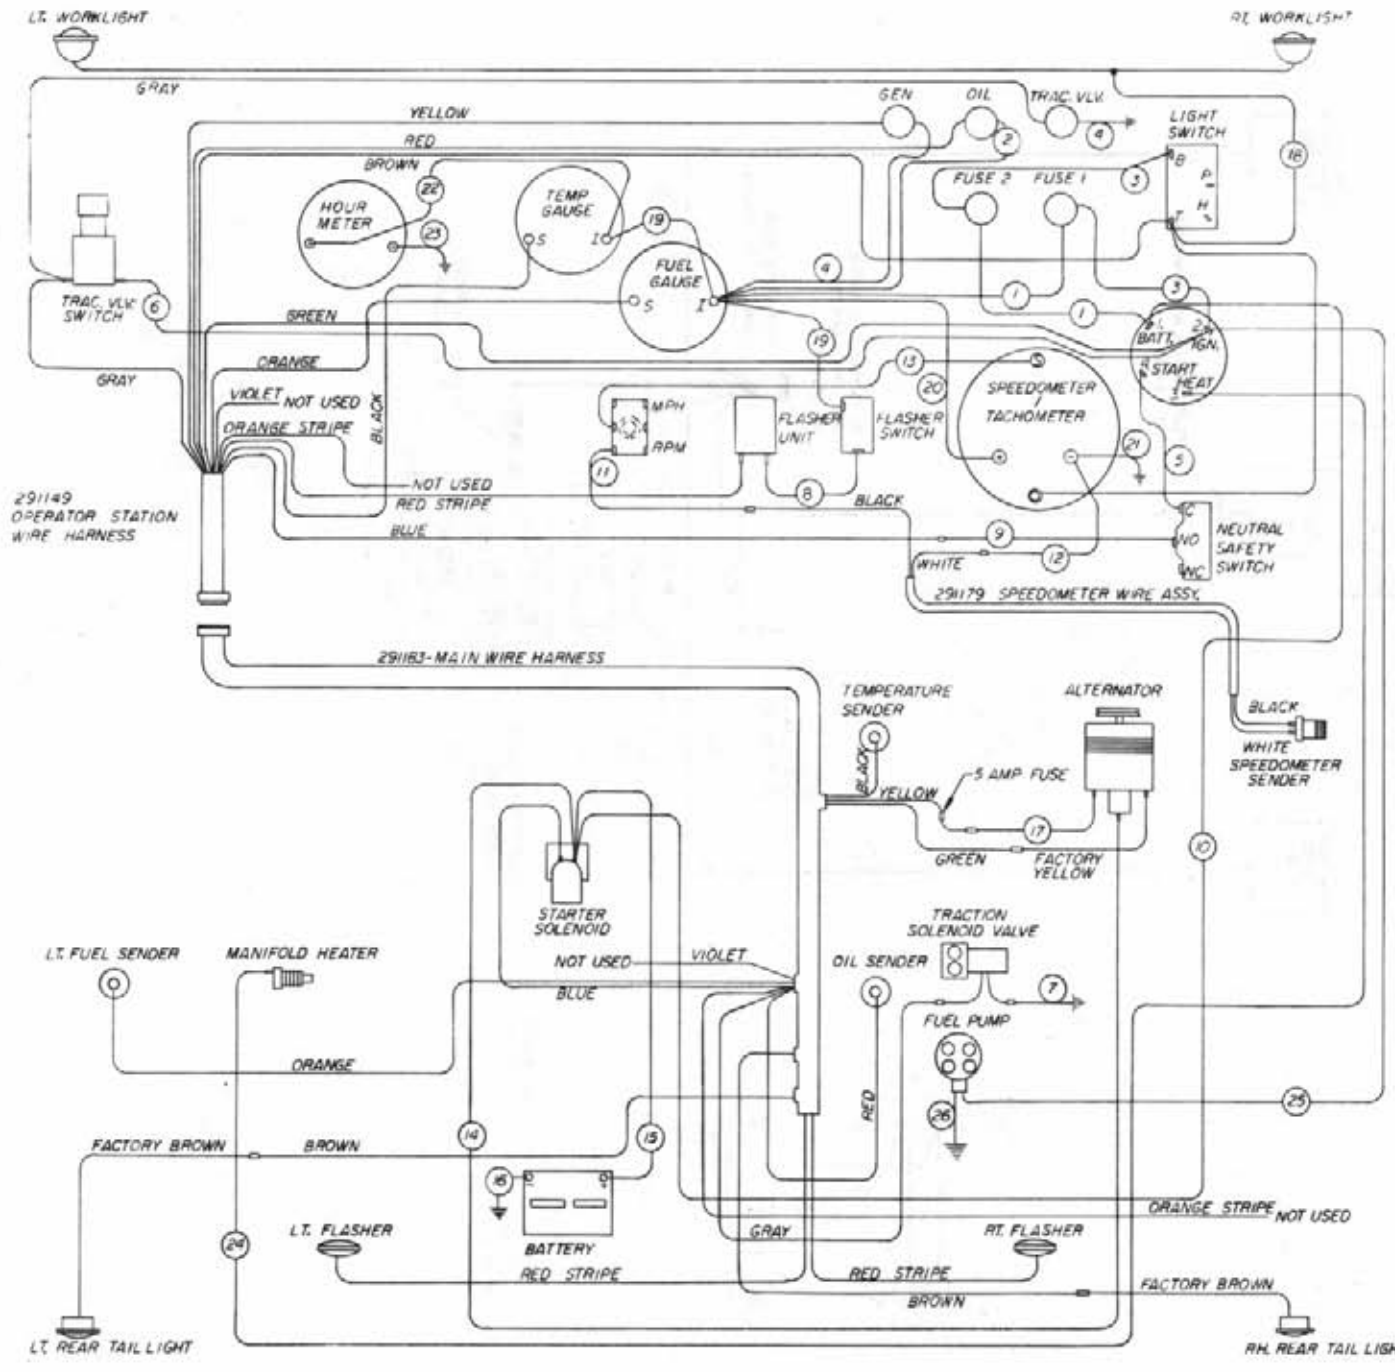 LT. WORKLIGHT
RT. WORKLIGHT
GRAY
GEN
OIL
TRAC. VLV.
YELLOW
LIGHT
SWITCH
RED
2
4
BROWN
B
18
22
FUSE 2
FUSE 1
3
P
HOUR
METER
TEMP
GAUGE
19
H
T
23
S
I
FUEL
GAUGE
4
TRAC. VLV.
SWITCH
6
S
I
1
3
GREEN
1
1.
BATT.
2
IGN.
19
ORANGE
13
START
GRAY
20
SPEEDOMETER
/
TACHOMETER
HEAT
VIOLET
NOT USED
BLACK
MPH
FLASHER
UNIT
FLASHER
SWITCH
ORANGE STRIPE
RPM
21
11
5
NOT USED
8
291149
OPERATOR STATION
WIRE HARNESS
RED STRIPE
BLACK
C
BLUE
9
NO
NEUTRAL
SAFETY
SWITCH
WHITE
12
NC
291179 SPEEDOMETER WIRE ASSY.
291183-MAIN WIRE HARNESS
TEMPERATURE
SENDER
ALTERNATOR
BLACK
BLACK
WHITE
SPEEDOMETER
SENDER
5 AMP FUSE
YELLOW
17
10
GREEN
FACTORY
YELLOW
STARTER
SOLENOID
TRACTION
SOLENOID VALVE
LT. FUEL SENDER
MANIFOLD HEATER
NOT USED
VIOLET
OIL SENDER
BLUE
7
FUEL PUMP
ORANGE
RED
25
26
14
15
FACTORY BROWN
BROWN
16
-
+
ORANGE STRIPE
NOT USED
LT. FLASHER
GRAY
RT. FLASHER
24
BATTERY
RED STRIPE
RED STRIPE
FACTORY BROWN
BROWN
LT. REAR TAIL LIGHT
RH. REAR TAIL LIGH